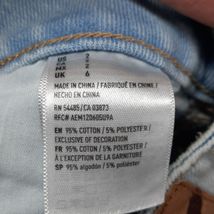 UK 6
MADE IN CHINA / FABRIQUÉ EN CHINE /
HECHO EN CHINA
RN 54485/ CA 03873
RFC# AEM120605U9A
EN 95% COTTON / 5% POLYESTER /
EXCLUSIVE OF DECORATION
FR 95% COTON / 5% POLYESTER /
A L'EXCEPTION DE LA GARNITURE
SP 95% algodón / 5% poliéster